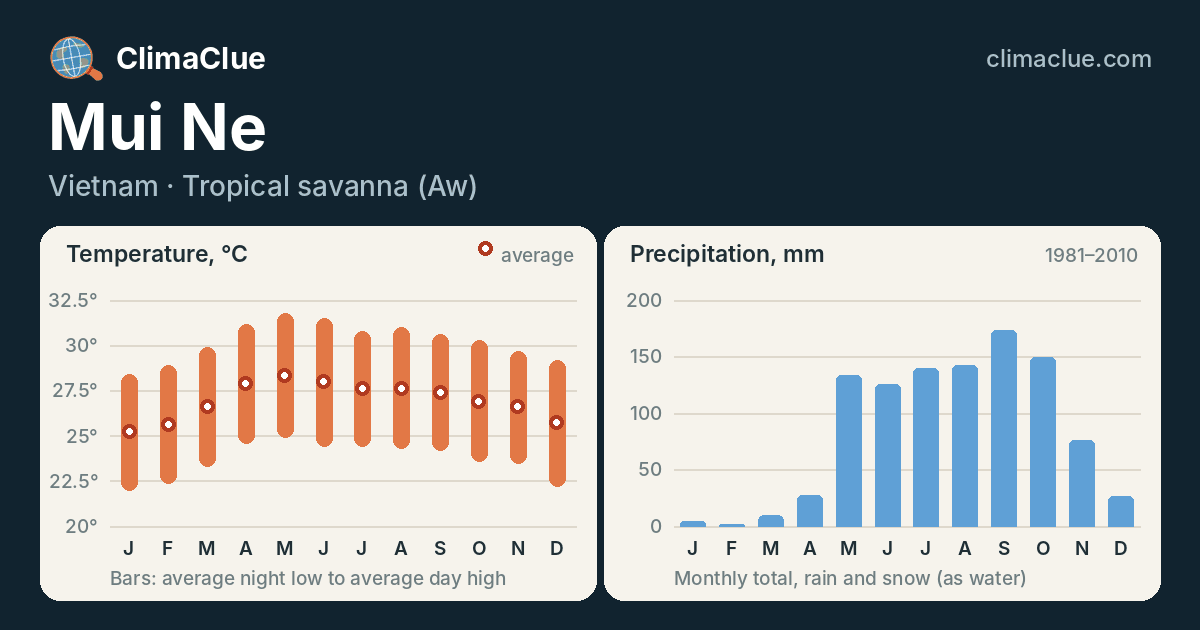 ClimaClue
climaclue.com
Mui Ne
Vietnam · Tropical savanna (Aw)
Temperature, °C
average
32.5°
30°
27.5°
25°
22.5°
20°
J F M A M J J A S O N D
Bars: average night low to average day high
Precipitation, mm
1981–2010
200
150
100
50
0
J F M A M J J A S O N D
Monthly total, rain and snow (as water)